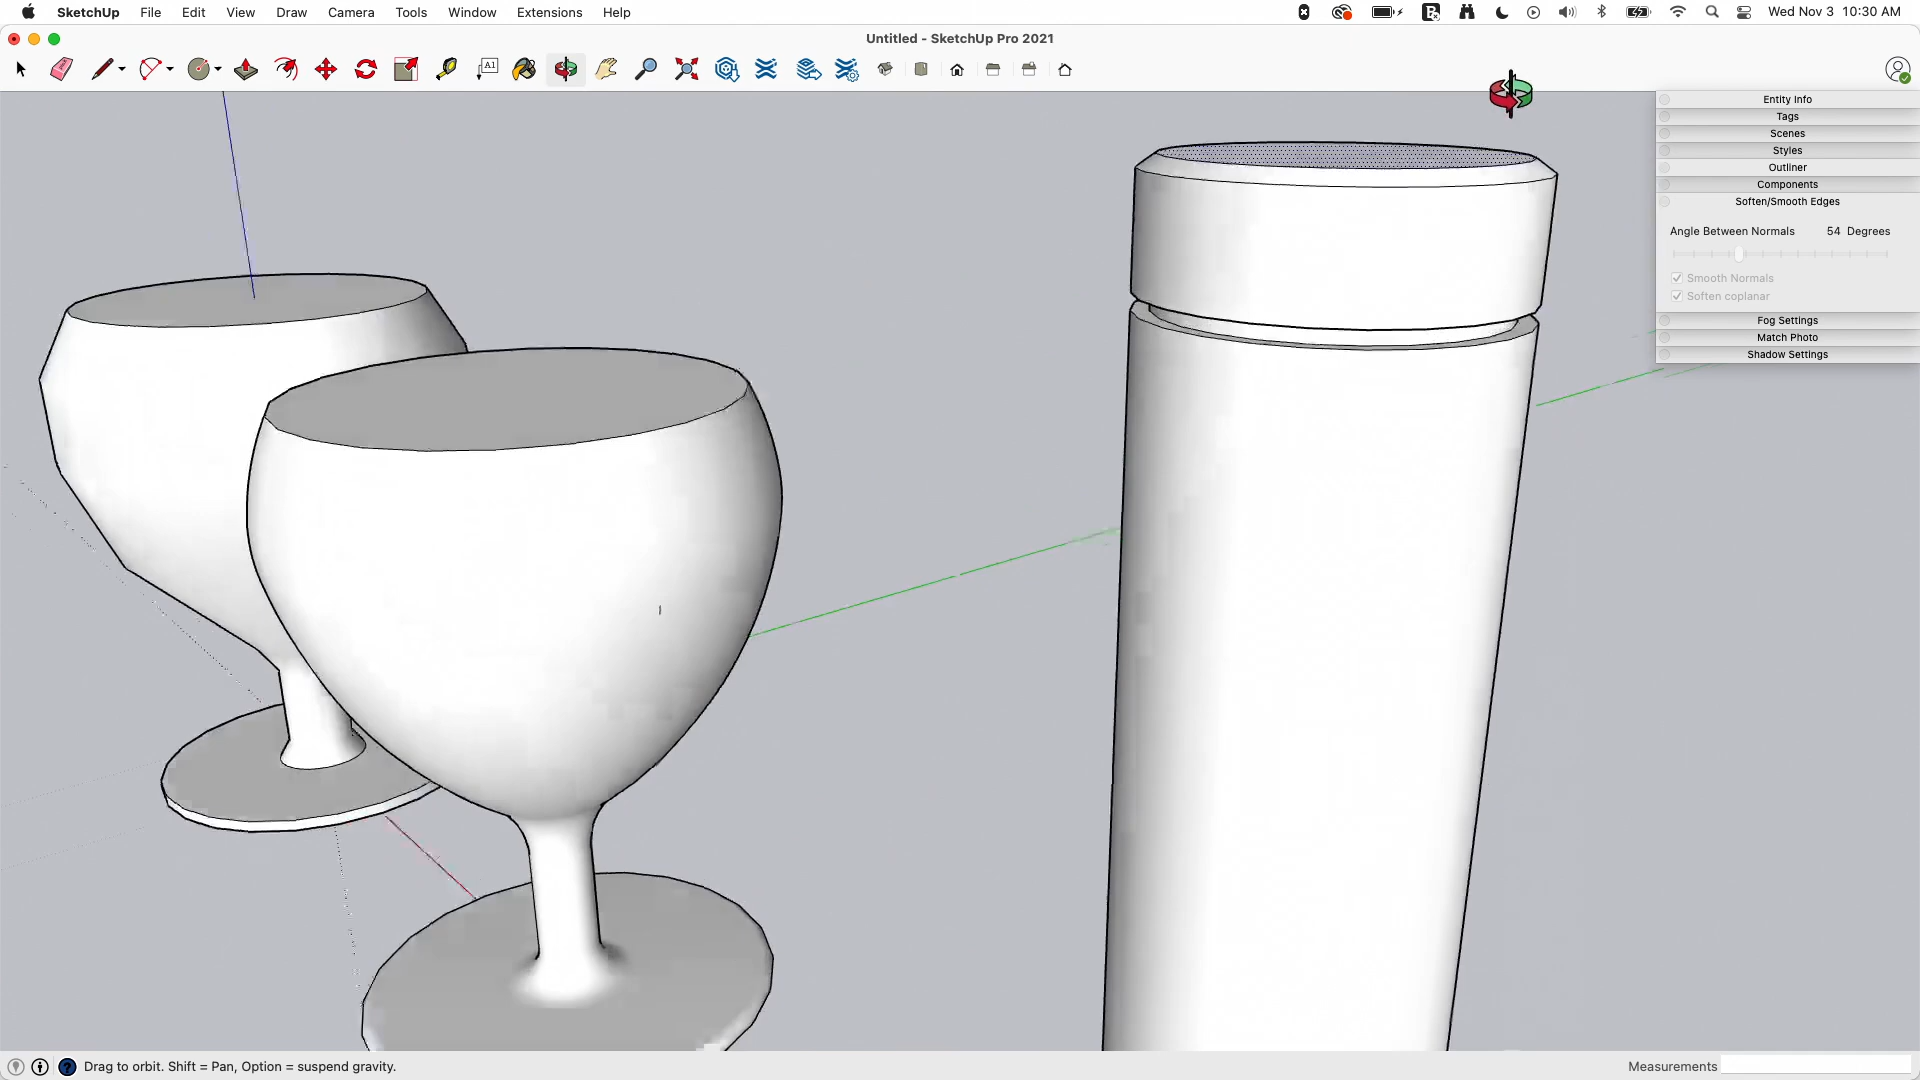 SketchUp File Edit View Draw Camera Tools Window Extensions Help Wed Nov 3 10:30 AM
Untitled - SketchUp Pro 2021
A1
Entity Info
Tags
Scenes
Styles
Outliner
Components
Soften/Smooth Edges
Angle Between Normals 54 Degrees
Smooth Normals
Soften coplanar
Fog Settings
Match Photo
Shadow Settings
Drag to orbit. Shift = Pan, Option = suspend gravity. Measurements